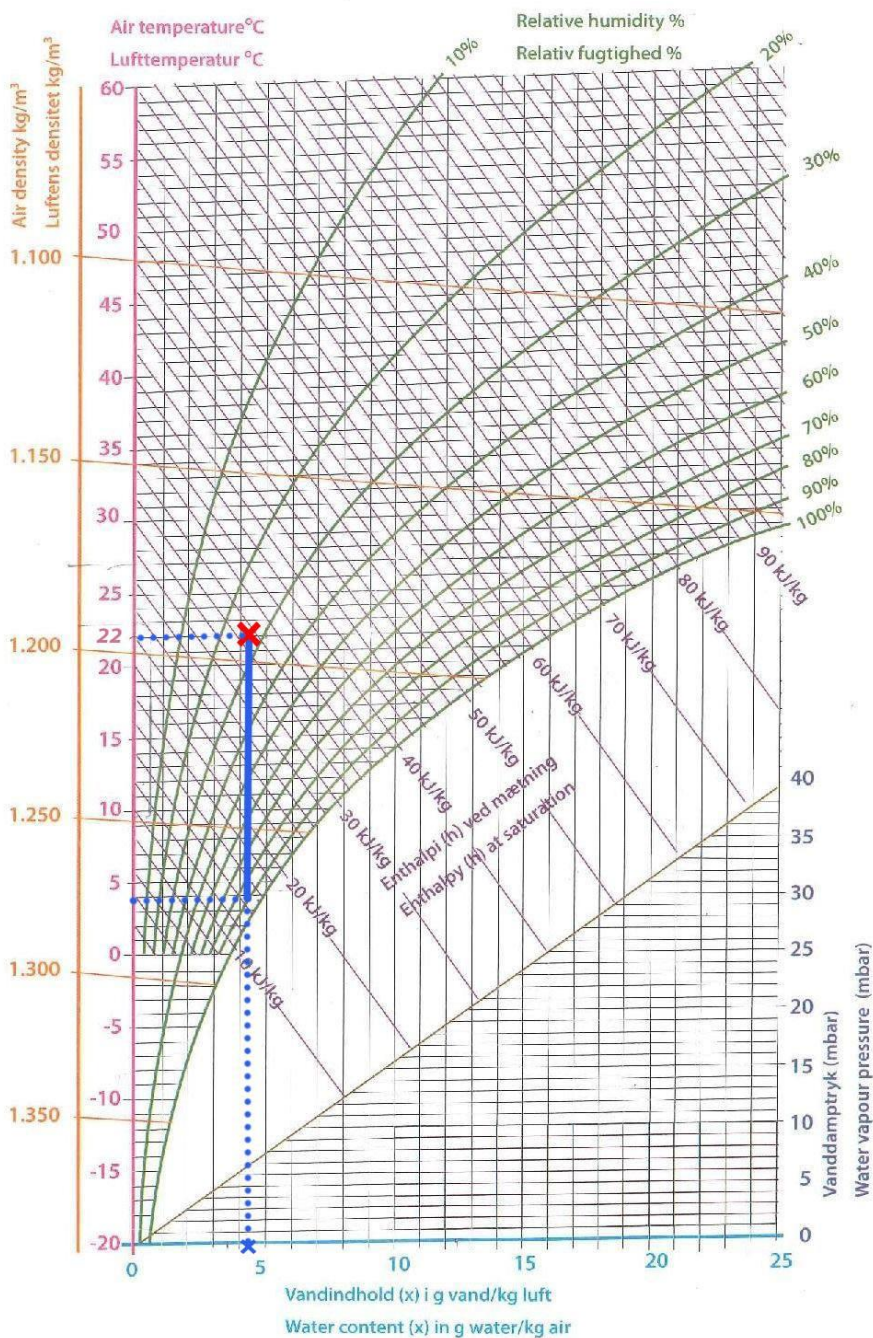 Air temperature°C
Lufttemperatur °C
Relative humidity %
Relativ fugtighed %
Air density kg/m³
Luftens densitet kg/m³
10%
20%
30%
40%
50%
60%
70%
80%
90%
100%
60
55
50
45
40
35
30
25
22
20
15
10
5
0
-5
-10
-15
-20
1.100
1.150
1.200
1.250
1.300
1.350
90 kJ/kg
80 kJ/kg
70 kJ/kg
60 kJ/kg
50 kJ/kg
40 kJ/kg
30 kJ/kg
20 kJ/kg
10 kJ/kg
Enthalpi (h) ved mætning
Enthalpy (H) at saturation
40
35
30
25
20
15
10
5
0
Vanddamptryk (mbar)
Water vapour pressure (mbar)
0
5
10
15
20
25
Vandindhold (x) i g vand/kg luft
Water content (x) in g water/kg air